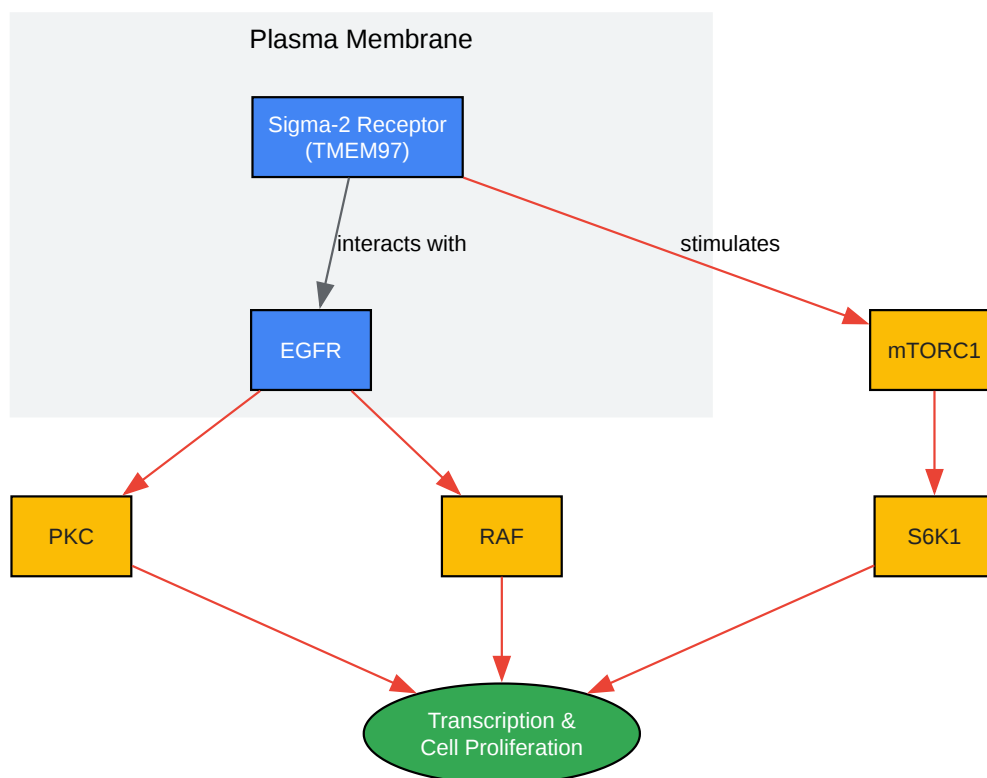 Plasma Membrane
Sigma-2 Receptor
(TMEM97)
interacts with
stimulates
EGFR
mTORC1
PKC
RAF
S6K1
Transcription &
Cell Proliferation